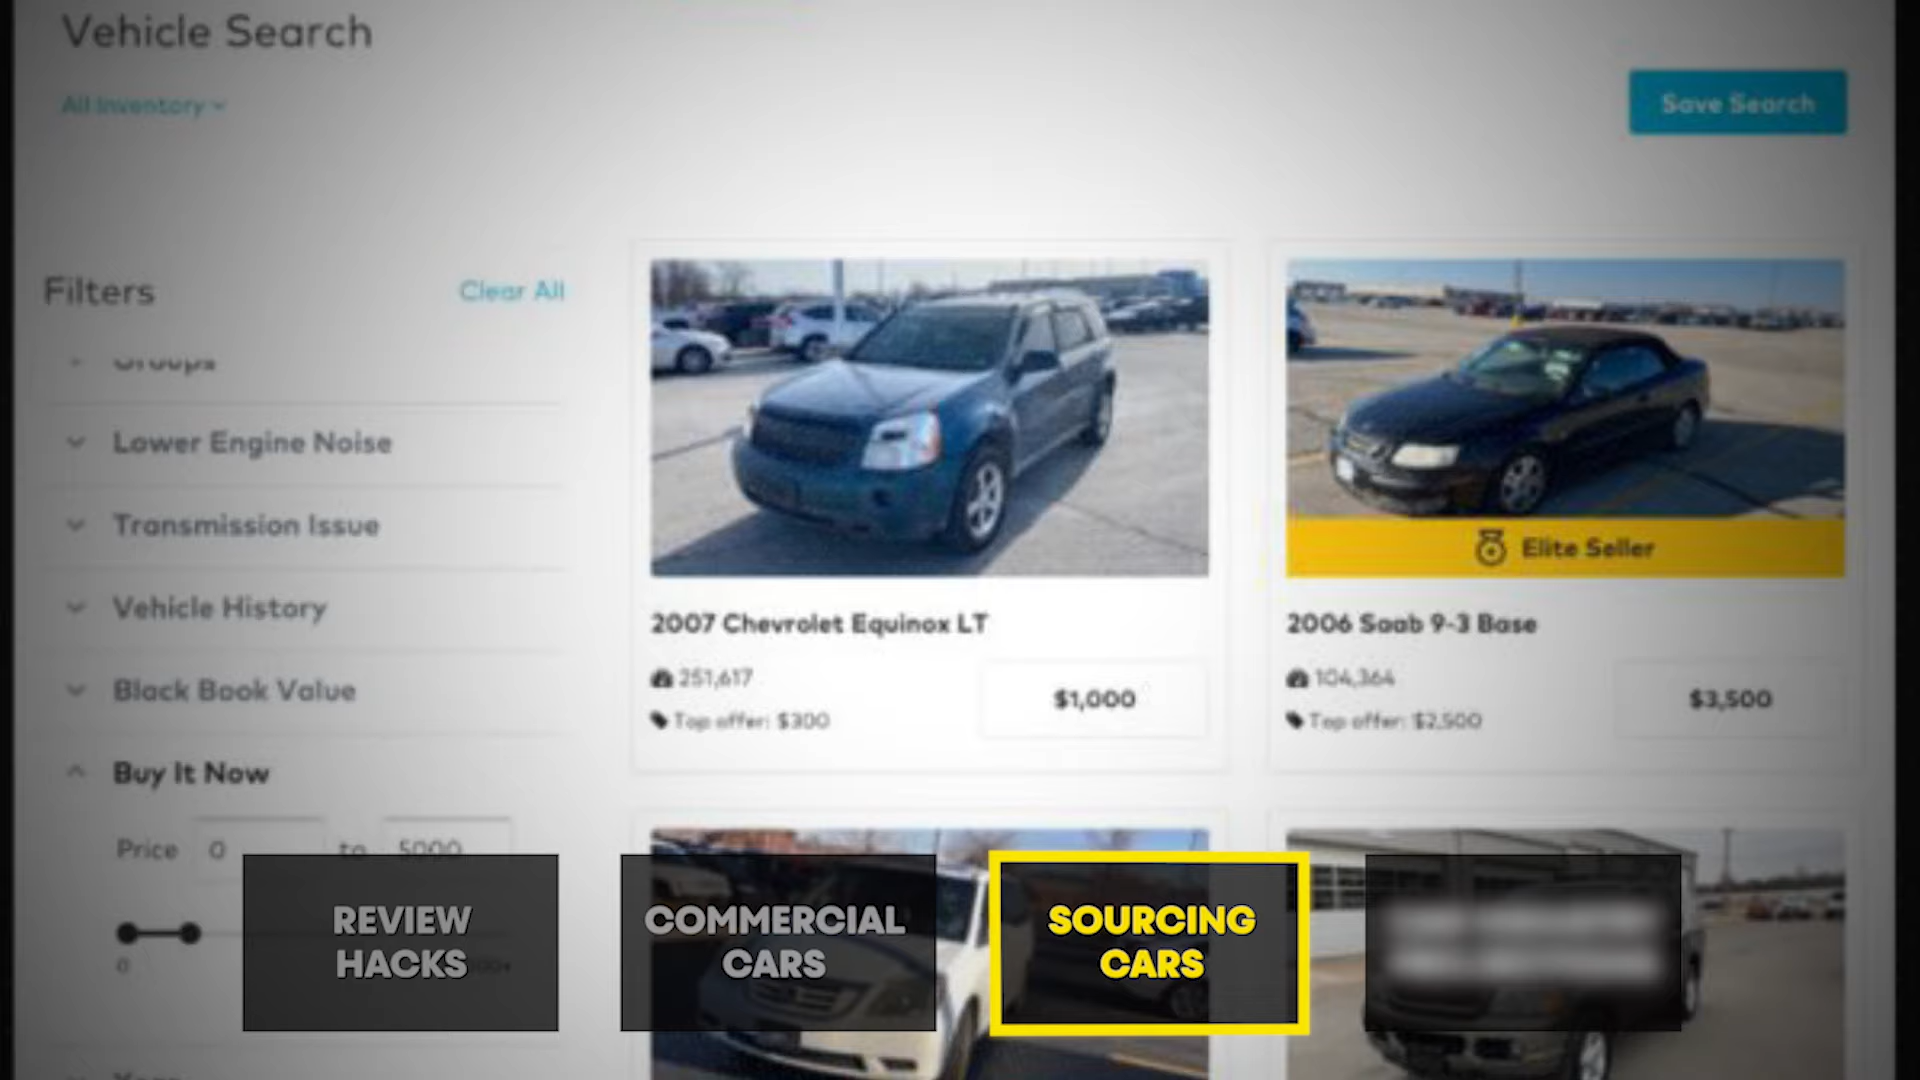 Vehicle Search
All Inventory
Save Search
Filters
Clear All
Groups
Lower Engine Noise
Transmission Issue
Vehicle History
Black Book Value
Buy It Now
Price 0 to 5000
0
Elite Seller
2007 Chevrolet Equinox LT
251,617
$1,000
Top offer: $300
2006 Saab 9-3 Base
104,364
$3,500
Top offer: $2,500
REVIEW
HACKS
COMMERCIAL
CARS
SOURCING
CARS